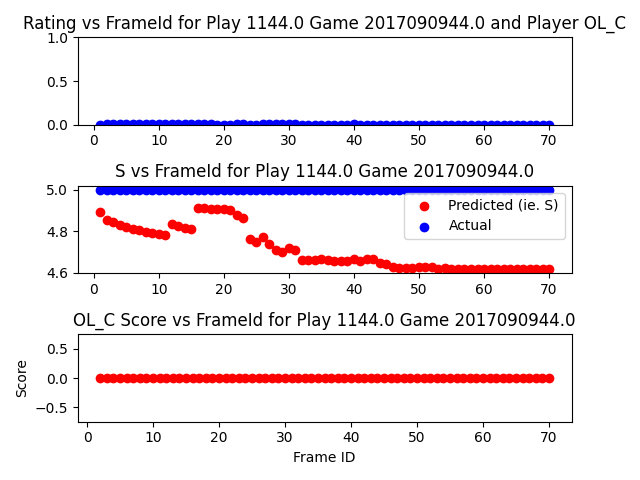 Rating vs FrameId for Play 1144.0 Game 2017090944.0 and Player OL_C
1.0
0.5
0.0
0 10 20 30 40 50 60 70
S vs FrameId for Play 1144.0 Game 2017090944.0
5.0
4.8
4.6
Predicted (ie. S)
Actual
0 10 20 30 40 50 60 70
OL_C Score vs FrameId for Play 1144.0 Game 2017090944.0
Score
0.5
0.0
−0.5
0 10 20 30 40 50 60 70
Frame ID